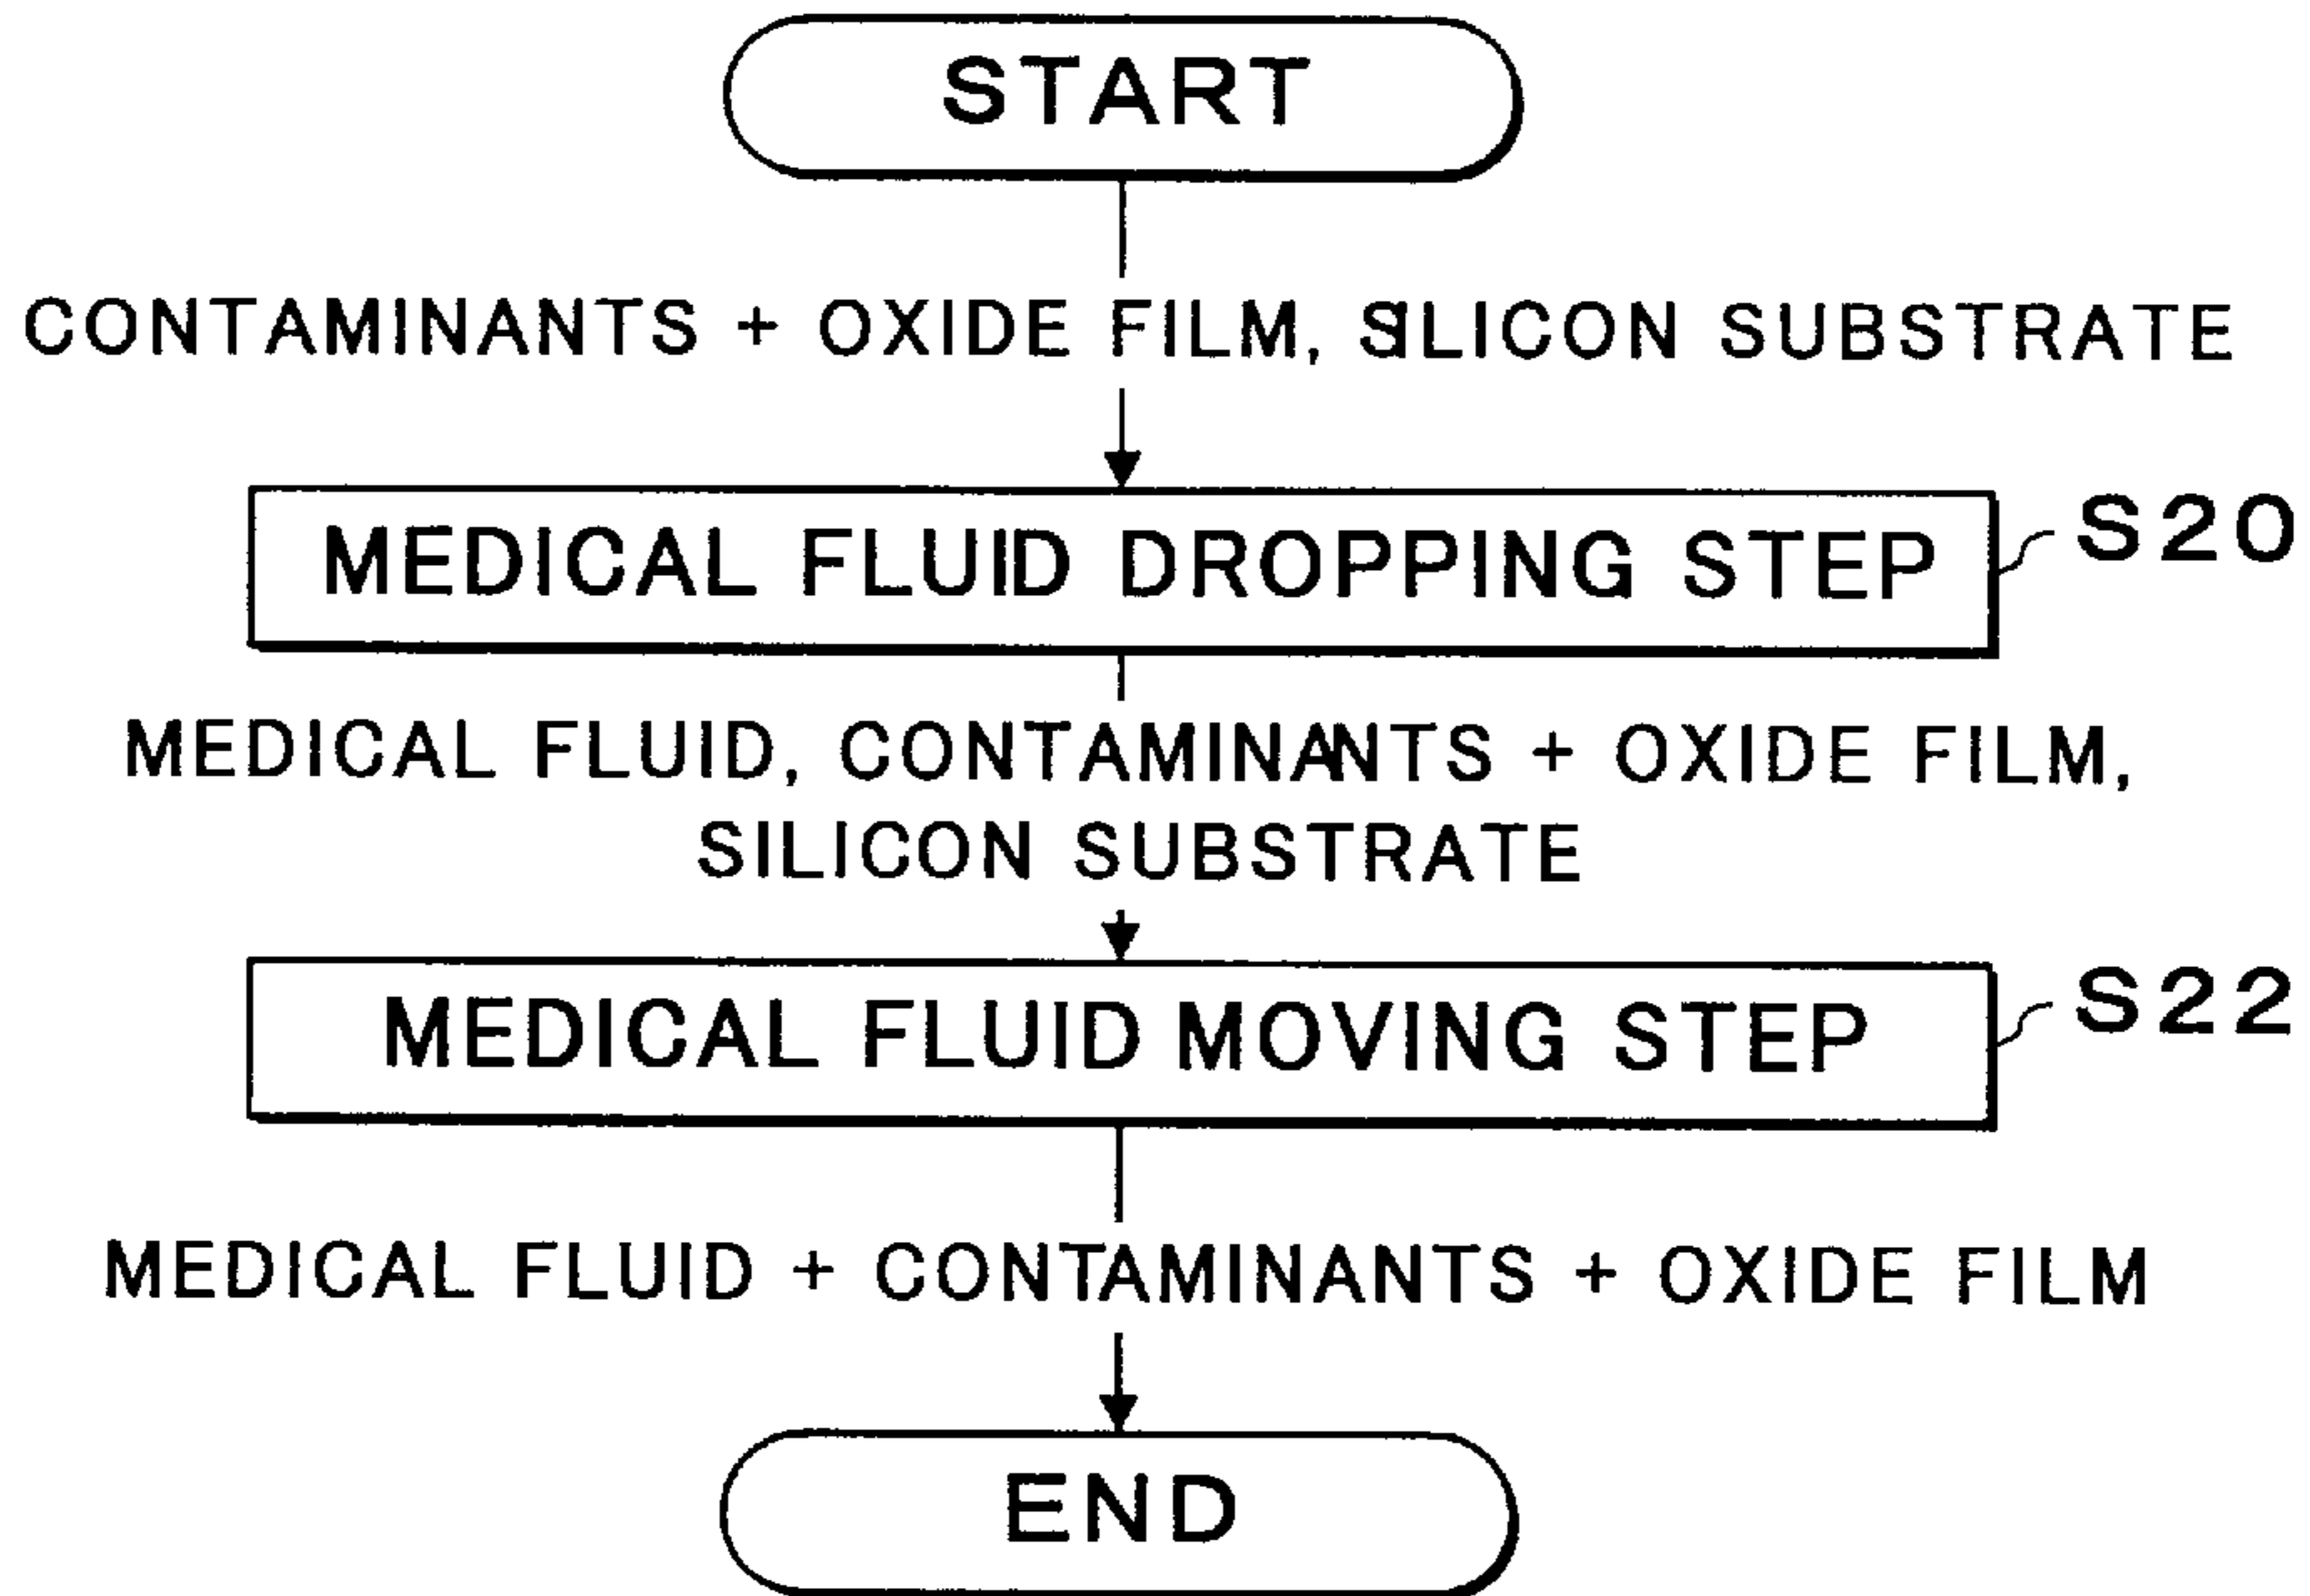 START
CONTAMINANTS + OXIDE FILM, SILICON SUBSTRATE
MEDICAL FLUID DROPPING STEP S20
MEDICAL FLUID, CONTAMINANTS + OXIDE FILM,
SILICON SUBSTRATE
MEDICAL FLUID MOVING STEP S22
MEDICAL FLUID + CONTAMINANTS + OXIDE FILM
END